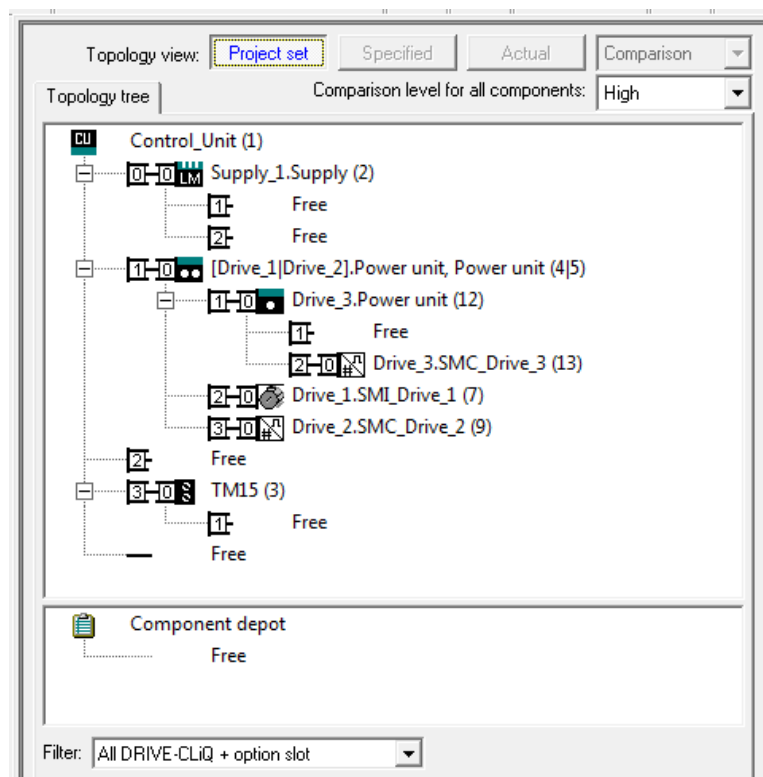 Topology view: Project set Specified Actual Comparison
Topology tree Comparison level for all components: High
CU Control_Unit (1)
0 0 LM Supply_1.Supply (2)
1 Free
2 Free
1 0 [Drive_1|Drive_2].Power unit, Power unit (4|5)
1 0 Drive_3.Power unit (12)
1 Free
2 0 # Drive_3.SMC_Drive_3 (13)
2 0 Drive_1.SMI_Drive_1 (7)
3 0 # Drive_2.SMC_Drive_2 (9)
2 Free
3 0 TM15 (3)
1 Free
Free
Component depot
Free
Filter: All DRIVE-CLiQ + option slot